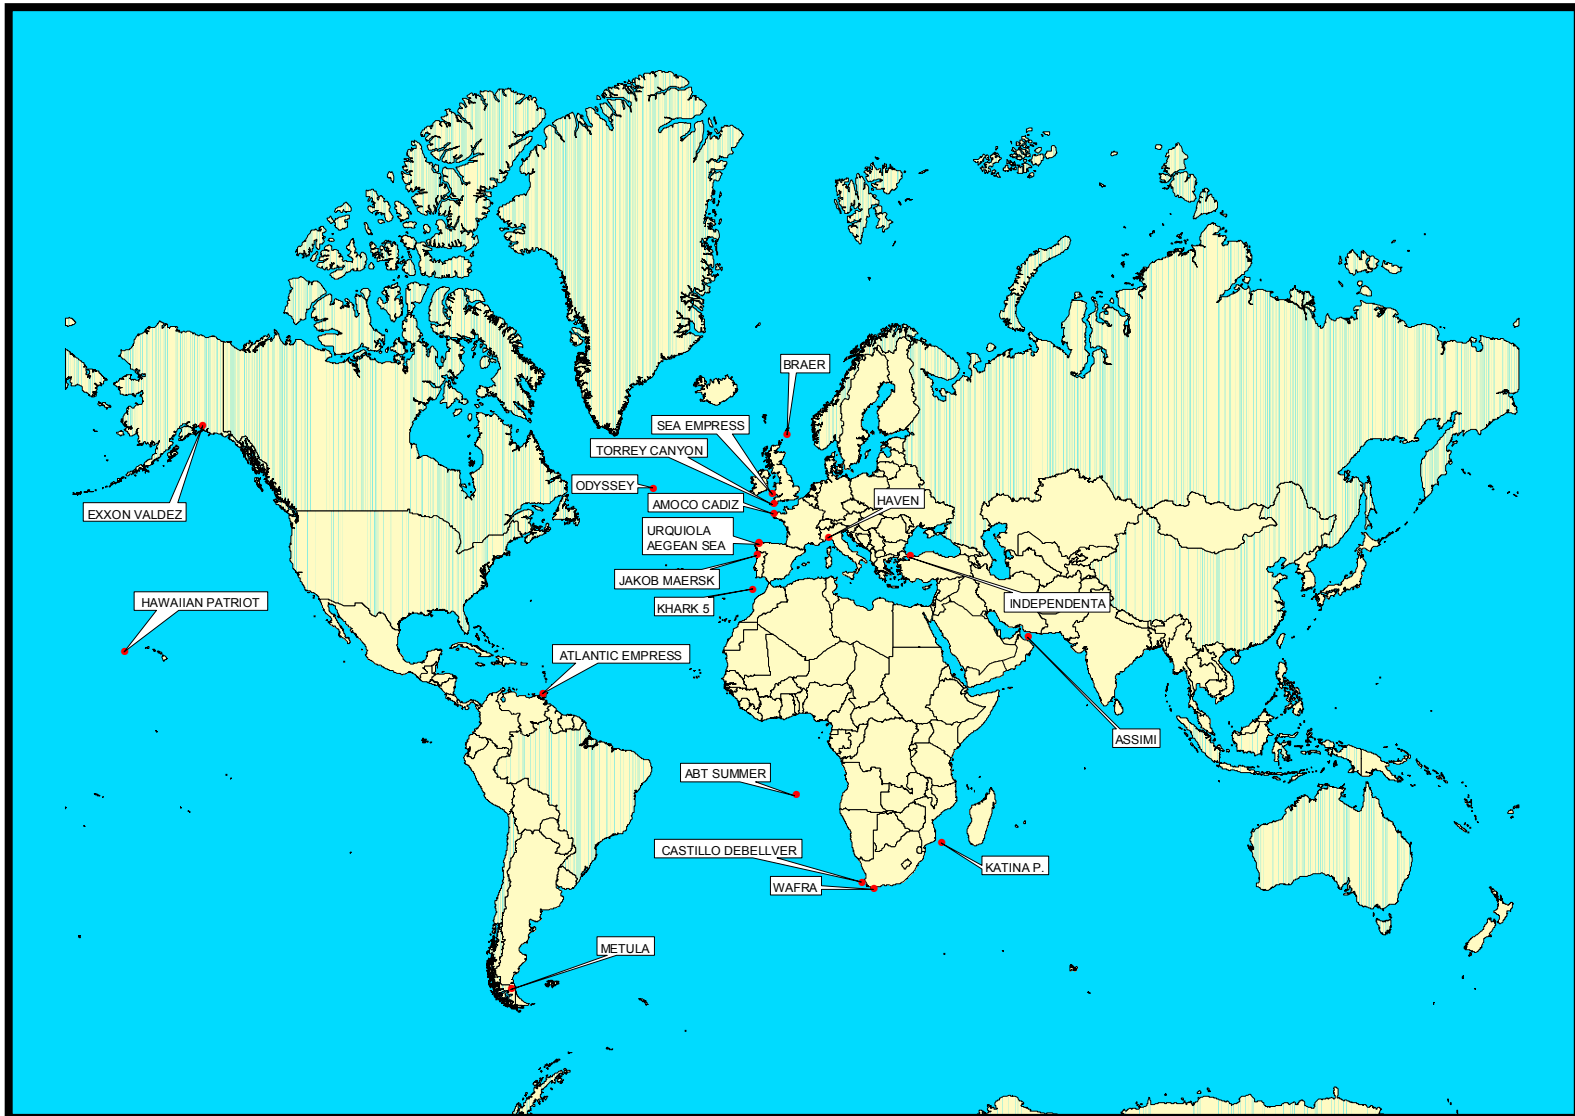 BRAER
SEA EMPRESS
TORREY CANYON
ODYSSEY
AMOCO CADIZ
HAVEN
EXXON VALDEZ
URQUIOLA
AEGEAN SEA
JAKOB MAERSK
HAWAIIAN PATRIOT
KHARK 5
INDEPENDENTA
ATLANTIC EMPRESS
ASSIMI
ABT SUMMER
CASTILLO DEBELLVER
KATINA P.
WAFRA
METULA